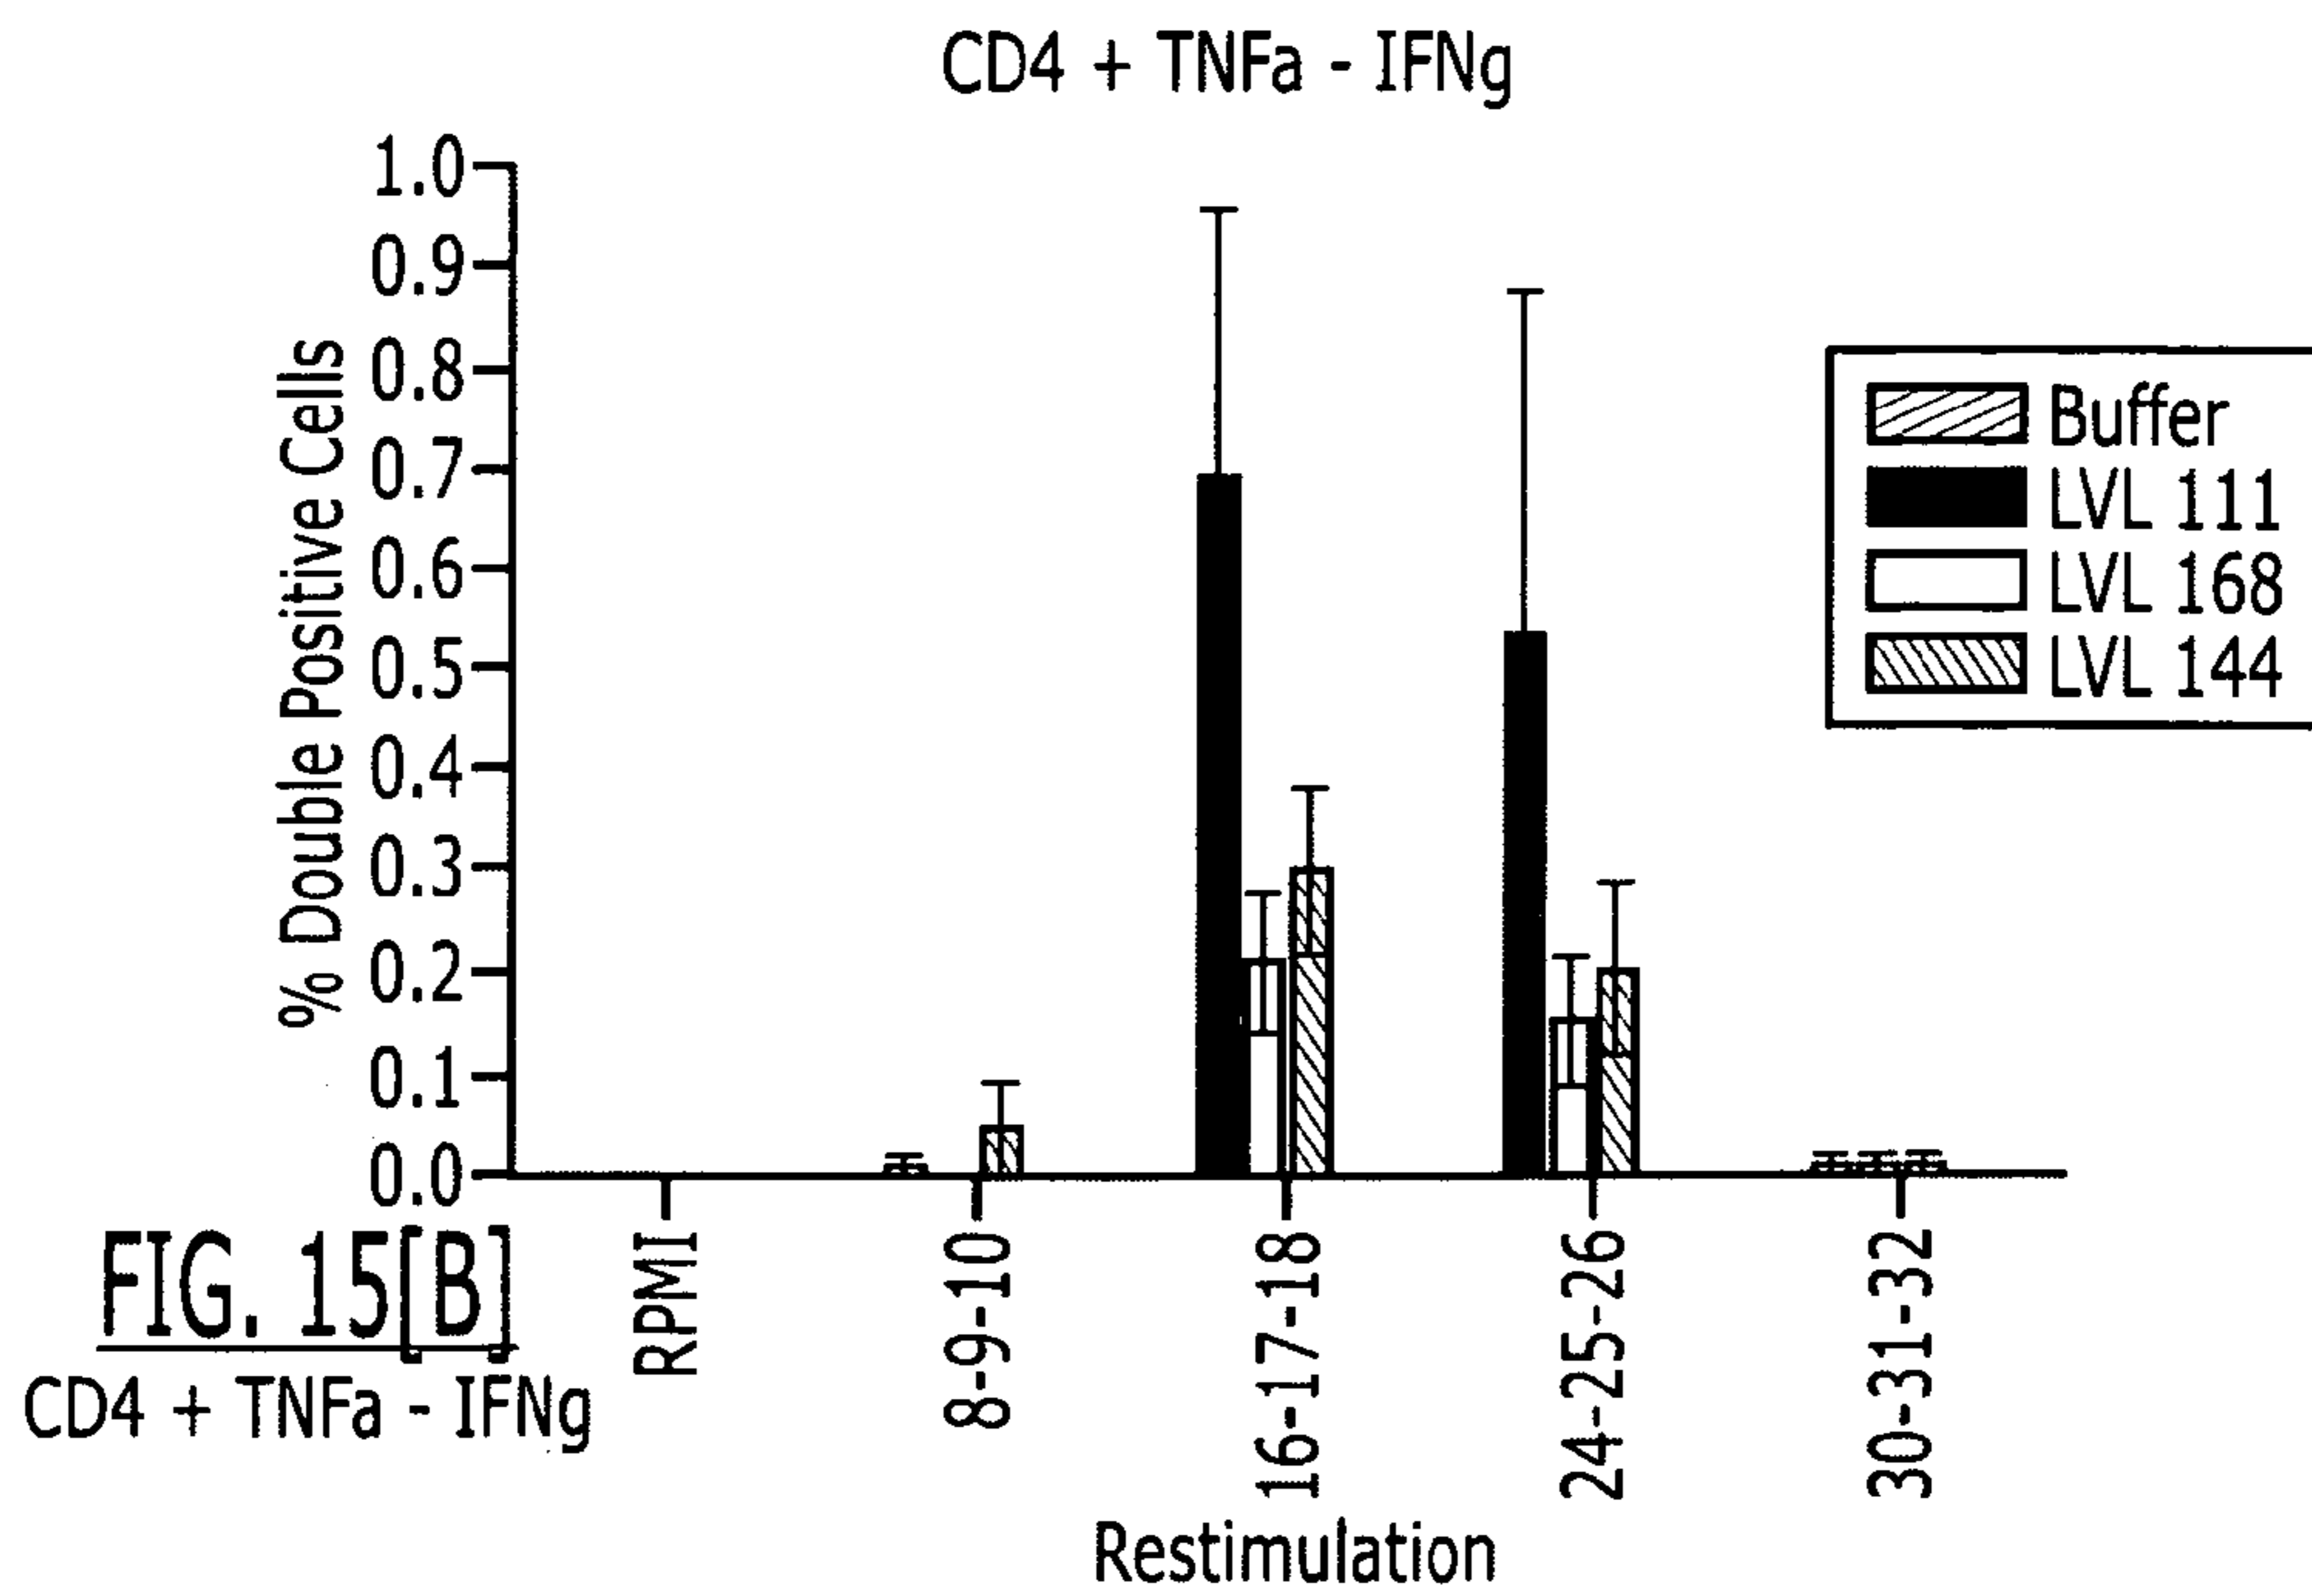 CD4 + TNFa - IFNg
% Double Positive Cells
1.0
0.9
0.8
0.7
0.6
0.5
0.4
0.3
0.2
0.1
0.0
Buffer
LVL 111
LVL 168
LVL 144
RPMI
8-9-10
16-17-18
24-25-26
30-31-32
Restimulation
FIG. 15[B]
CD4 + TNFa - IFNg